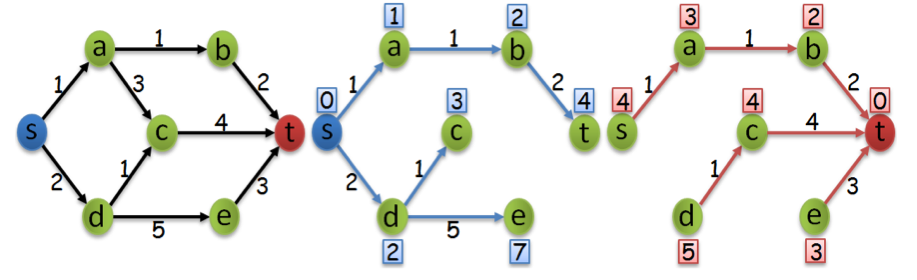 1 2 3 2
a 1 b a 1 b a 1 b
1 3 2 1 2 1 2
0 3 4 4 4 0
s c 4 t s c t s c 4 t
2 1 3 2 1 1 3
d 5 e d 5 e d e
2 7 5 3